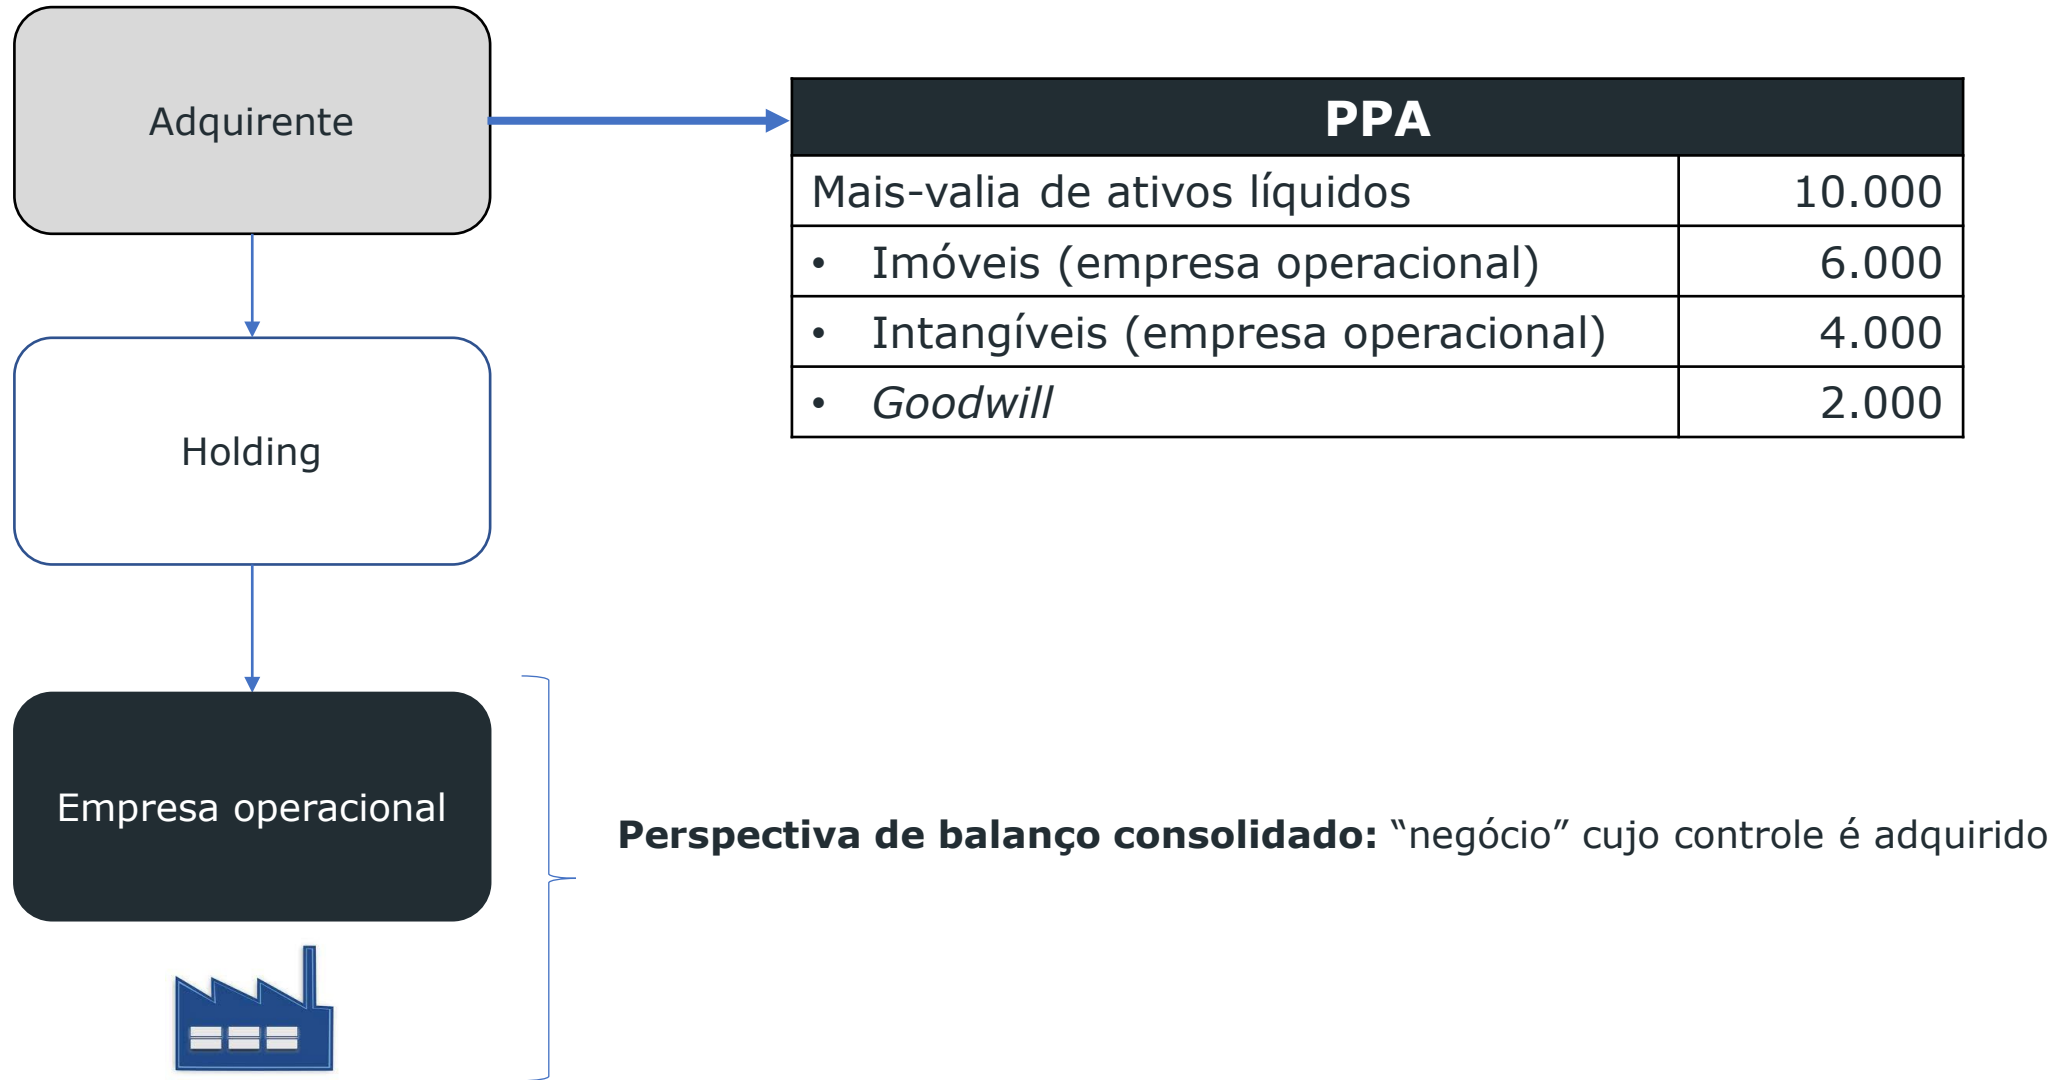 Adquirente
PPA
Mais-valia de ativos líquidos 10.000
• Imóveis (empresa operacional) 6.000
• Intangíveis (empresa operacional) 4.000
• Goodwill 2.000
Holding
Empresa operacional
Perspectiva de balanço consolidado: “negócio” cujo controle é adquirido